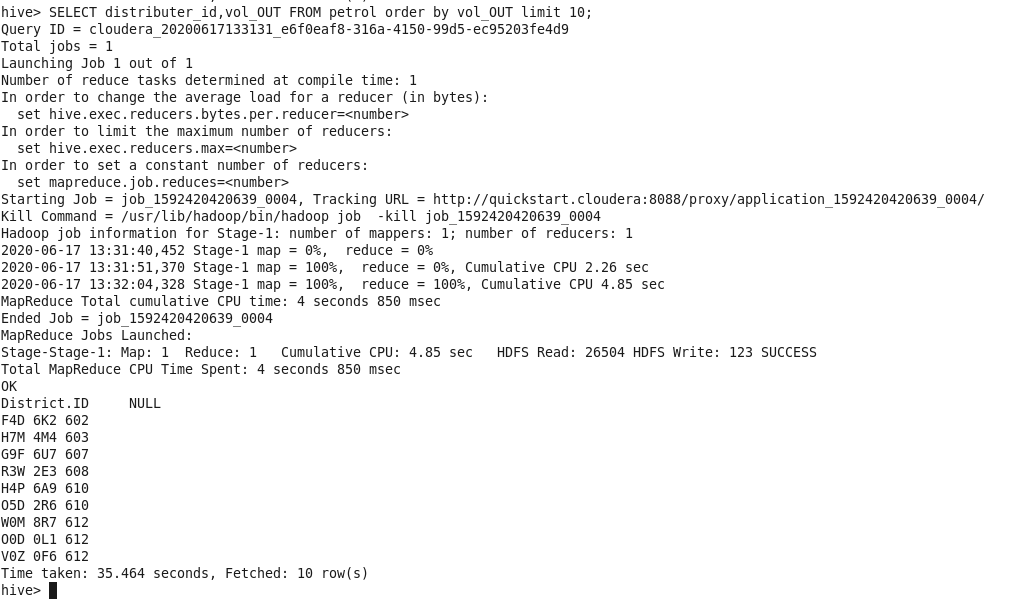 hive> SELECT distributer_id,vol_OUT FROM petrol order by vol_OUT limit 10;
Query ID = cloudera_20200617133131_e6f0eaf8-316a-4150-99d5-ec95203fe4d9
Total jobs = 1
Launching Job 1 out of 1
Number of reduce tasks determined at compile time: 1
In order to change the average load for a reducer (in bytes):
  set hive.exec.reducers.bytes.per.reducer=<number>
In order to limit the maximum number of reducers:
  set hive.exec.reducers.max=<number>
In order to set a constant number of reducers:
  set mapreduce.job.reduces=<number>
Starting Job = job_1592420420639_0004, Tracking URL = http://quickstart.cloudera:8088/proxy/application_1592420420639_0004/
Kill Command = /usr/lib/hadoop/bin/hadoop job  -kill job_1592420420639_0004
Hadoop job information for Stage-1: number of mappers: 1; number of reducers: 1
2020-06-17 13:31:40,452 Stage-1 map = 0%,  reduce = 0%
2020-06-17 13:31:51,370 Stage-1 map = 100%,  reduce = 0%, Cumulative CPU 2.26 sec
2020-06-17 13:32:04,328 Stage-1 map = 100%,  reduce = 100%, Cumulative CPU 4.85 sec
MapReduce Total cumulative CPU time: 4 seconds 850 msec
Ended Job = job_1592420420639_0004
MapReduce Jobs Launched:
Stage-Stage-1: Map: 1  Reduce: 1   Cumulative CPU: 4.85 sec   HDFS Read: 26504 HDFS Write: 123 SUCCESS
Total MapReduce CPU Time Spent: 4 seconds 850 msec
OK
District.ID     NULL
F4D 6K2 602
H7M 4M4 603
G9F 6U7 607
R3W 2E3 608
H4P 6A9 610
O5D 2R6 610
W0M 8R7 612
O0D 0L1 612
V0Z 0F6 612
Time taken: 35.464 seconds, Fetched: 10 row(s)
hive>